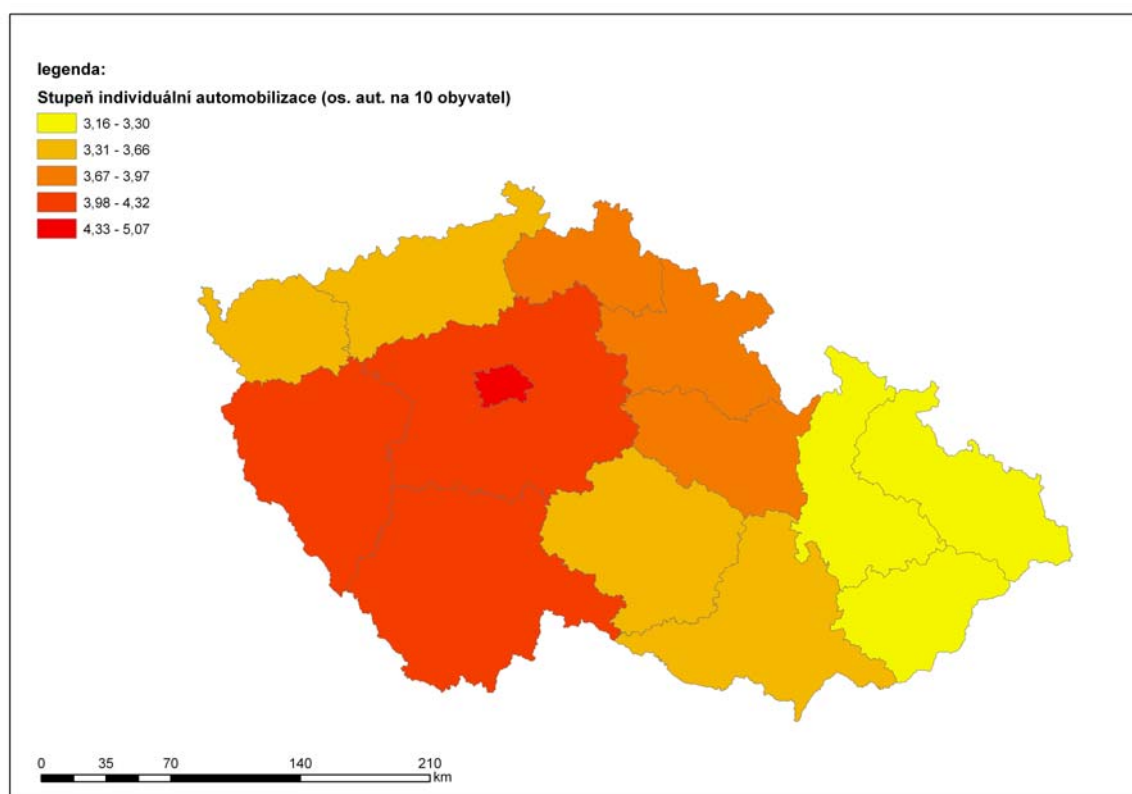 legenda:
Stupeň individuální automobilizace (os. aut. na 10 obyvatel)
3,16 - 3,30
3,31 - 3,66
3,67 - 3,97
3,98 - 4,32
4,33 - 5,07
0 35 70 140 210
km